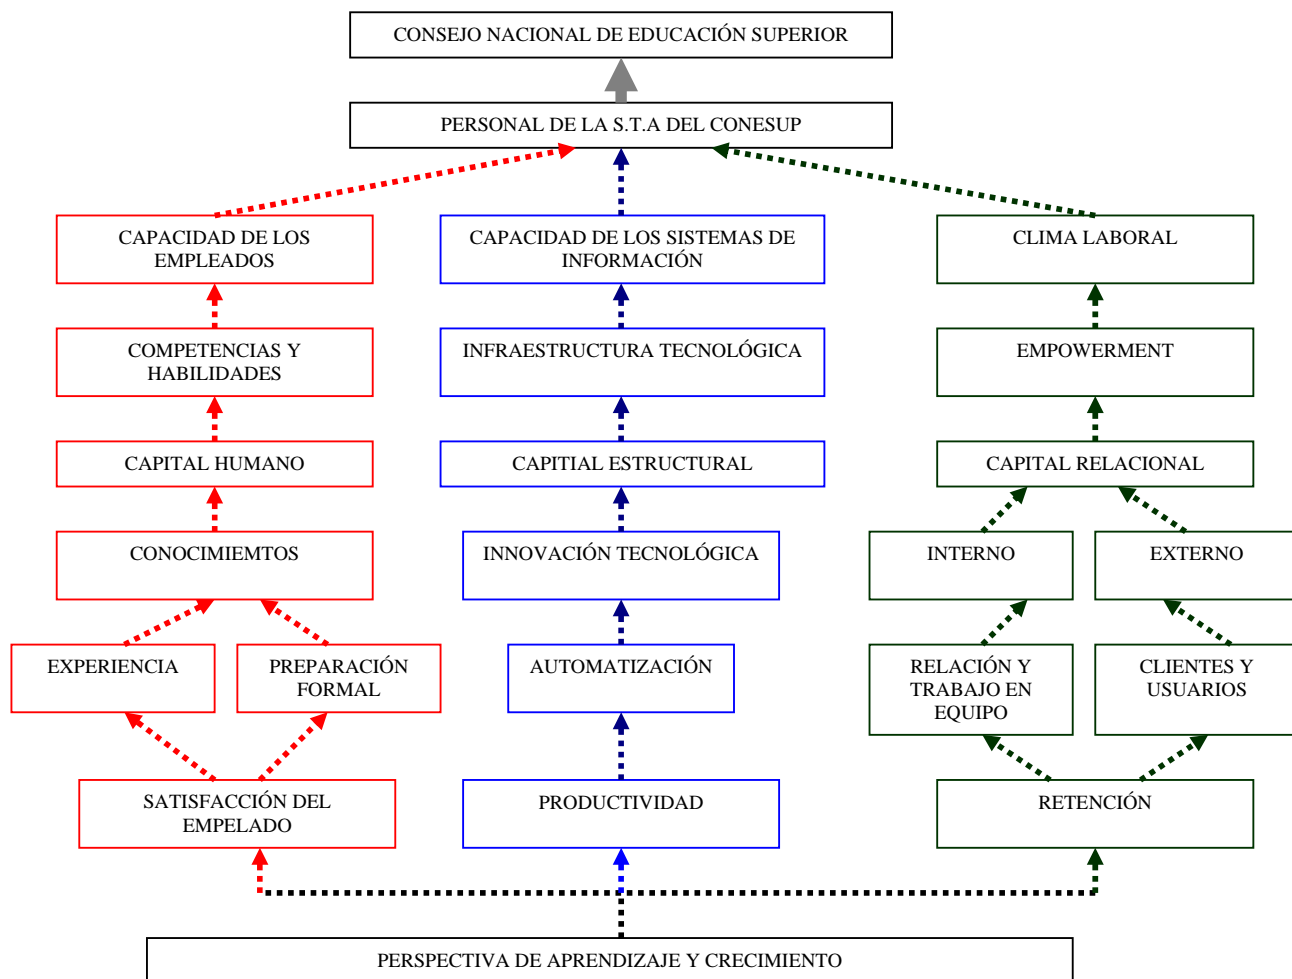 CONSEJO NACIONAL DE EDUCACIÓN SUPERIOR
PERSONAL DE LA S.T.A DEL CONESUP
CAPACIDAD DE LOS
EMPLEADOS
CAPACIDAD DE LOS SISTEMAS DE
INFORMACIÓN
CLIMA LABORAL
COMPETENCIAS Y
HABILIDADES
INFRAESTRUCTURA TECNOLÓGICA
EMPOWERMENT
CAPITAL HUMANO
CAPITIAL ESTRUCTURAL
CAPITAL RELACIONAL
CONOCIMIEMTOS
INNOVACIÓN TECNOLÓGICA
INTERNO
EXTERNO
EXPERIENCIA
PREPARACIÓN
FORMAL
AUTOMATIZACIÓN
RELACIÓN Y
TRABAJO EN
EQUIPO
CLIENTES Y
USUARIOS
SATISFACCIÓN DEL
EMPELADO
PRODUCTIVIDAD
RETENCIÓN
PERSPECTIVA DE APRENDIZAJE Y CRECIMIENTO